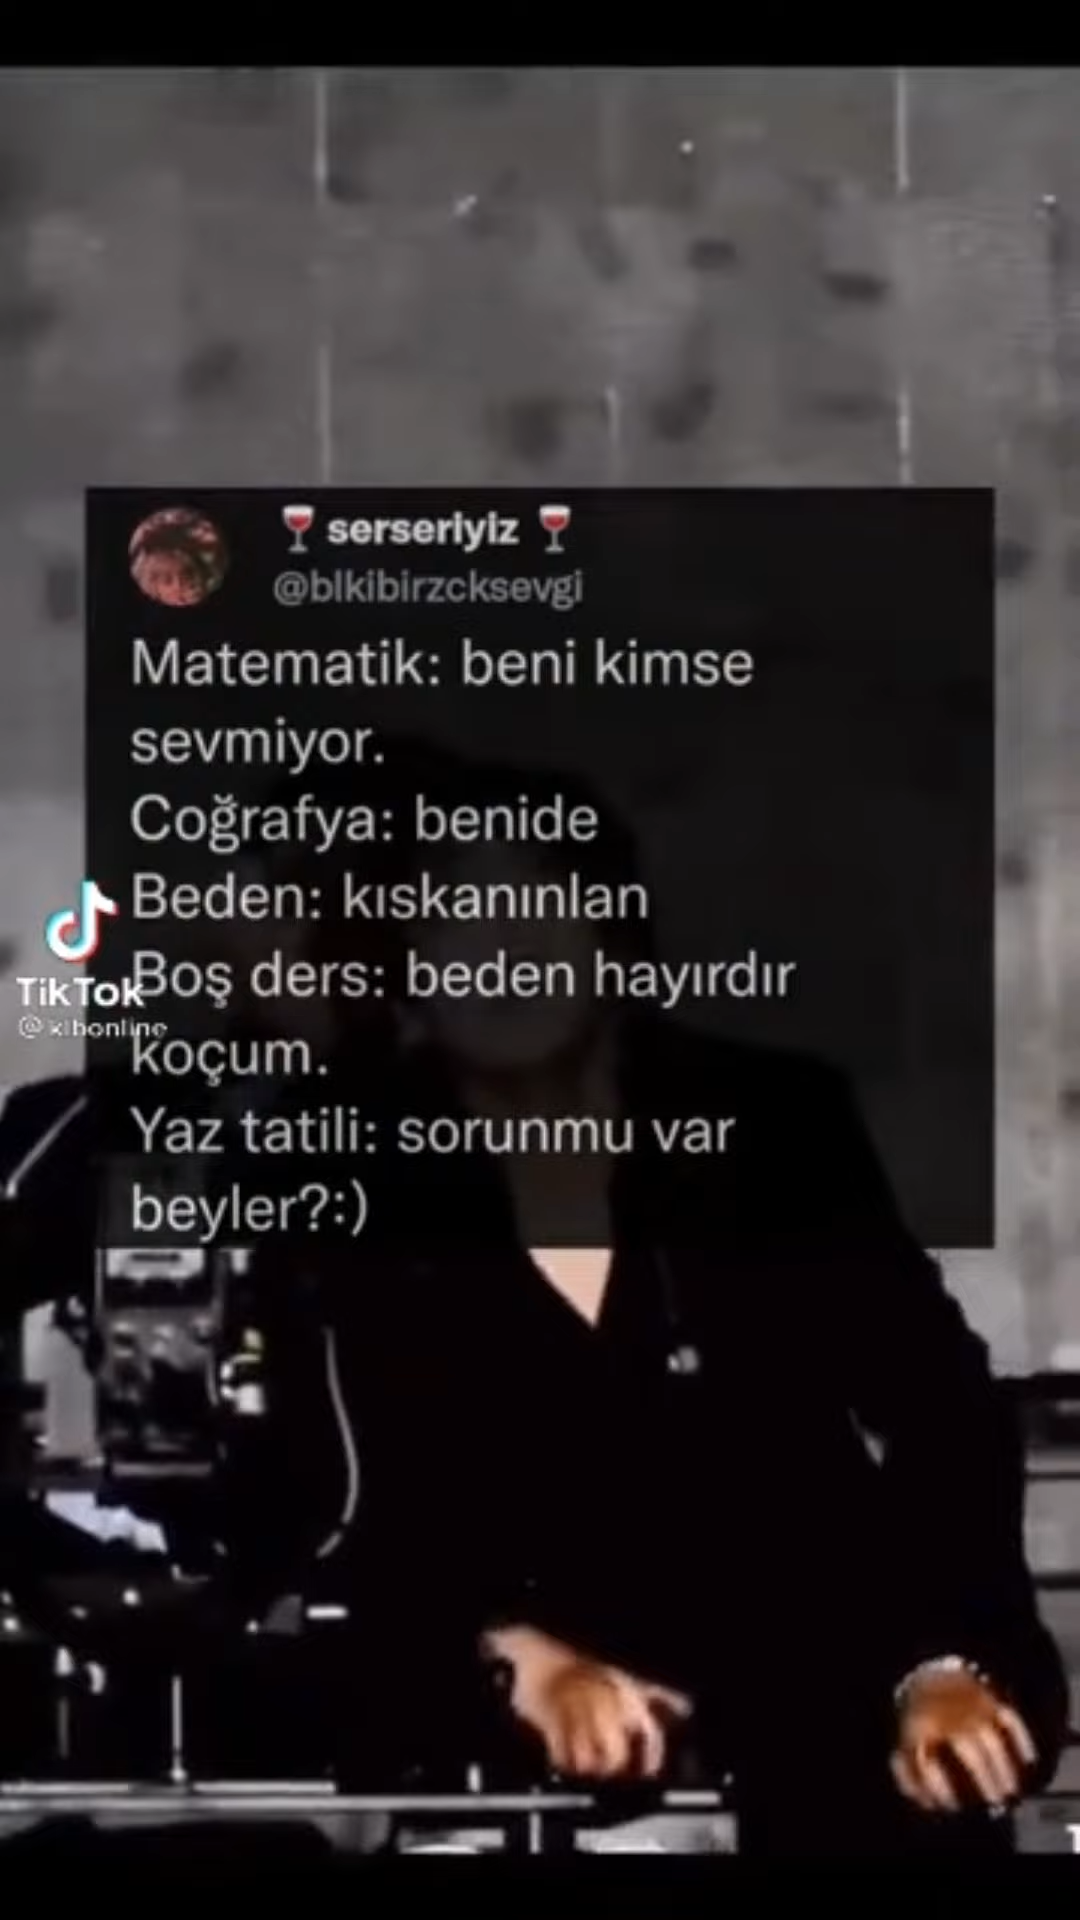 🍷 serseriyiz 🍷
@blkibirzcksevgi
Matematik: beni kimse
sevmiyor.
Coğrafya: benide
Beden: kıskanınlan
Boş ders: beden hayırdır
koçum.
Yaz tatili: sorunmu var
beyler?:)
TikTok